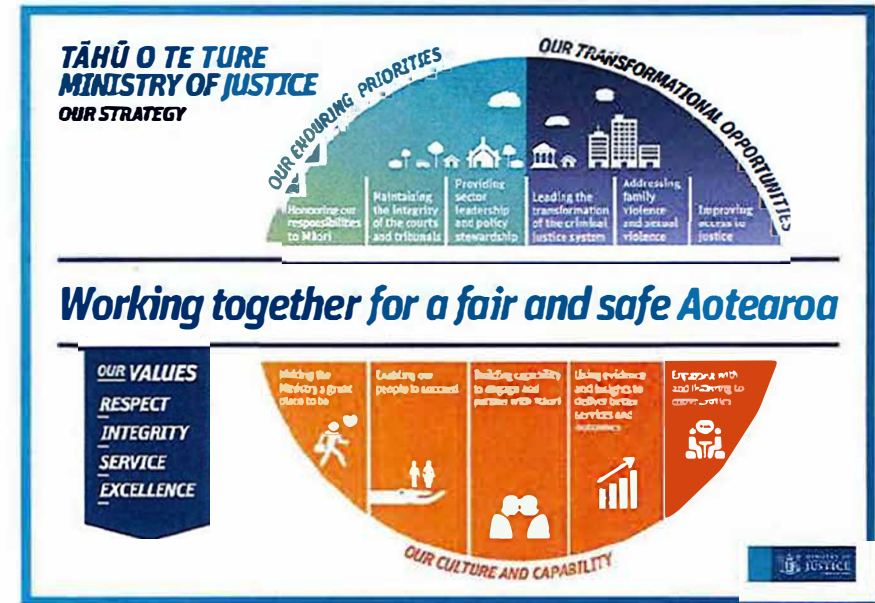 TĀHŪ O TE TURE
MINISTRY OF JUSTICE
OUR STRATEGY
OUR ENDURING PRIORITIES
OUR TRANSFORMATIONAL OPPORTUNITIES
Honouring our
responsibilities
to Māori
Maintaining
the integrity
of the courts
and tribunals
Providing
sector
leadership
and policy
stewardship
Leading the
transformation
of the criminal
justice system
Addressing
family
violence
and sexual
violence
Improving
access to
justice
Working together for a fair and safe Aotearoa
OUR VALUES
RESPECT
INTEGRITY
SERVICE
EXCELLENCE
Making the
Ministry a great
place to be
Enabling our
people to succeed
Building capability
to engage and
partner with Māori
Using evidence
and insights to
deliver better
services and
outcomes
Engaging with
and listening to
OUR CULTURE AND CAPABILITY
MINISTRY OF
JUSTICE